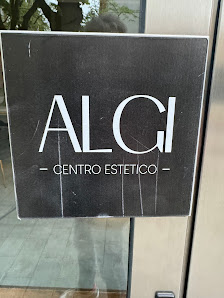 ALGI
- CENTRO ESTETICO -